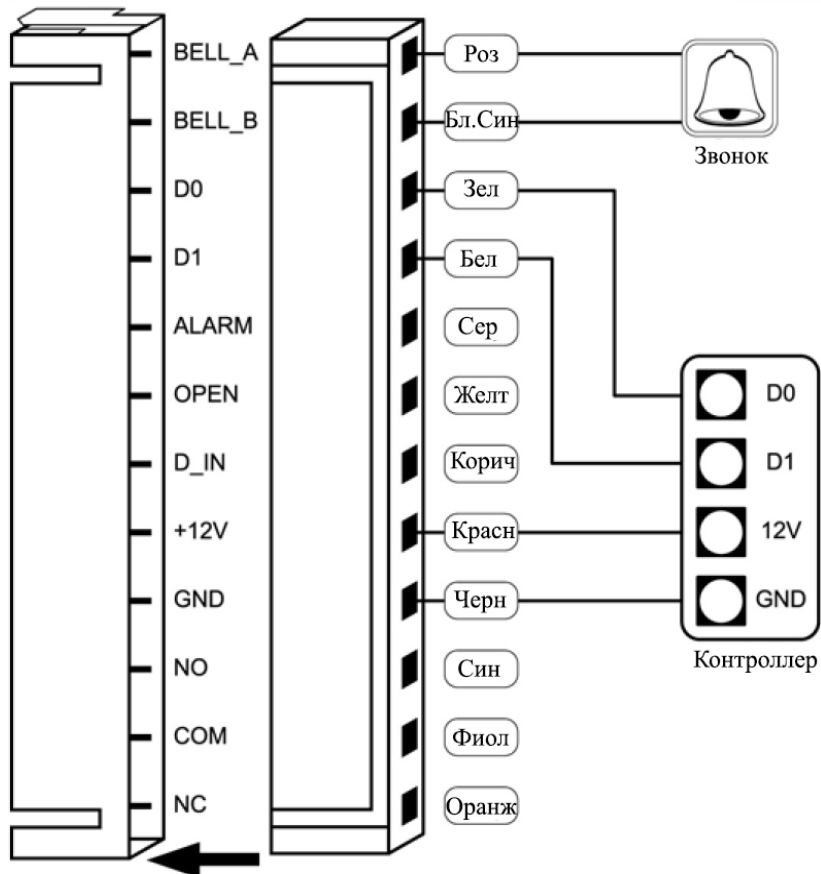 BELL_A
Роз
BELL_B
Бл.Син
Звонок
D0
Зел
D1
Бел
ALARM
Сер
OPEN
Желт
D0
D_IN
Корич
D1
+12V
Красн
12V
GND
Черн
GND
NO
Син
Контроллер
COM
Фиол
NC
Оранж